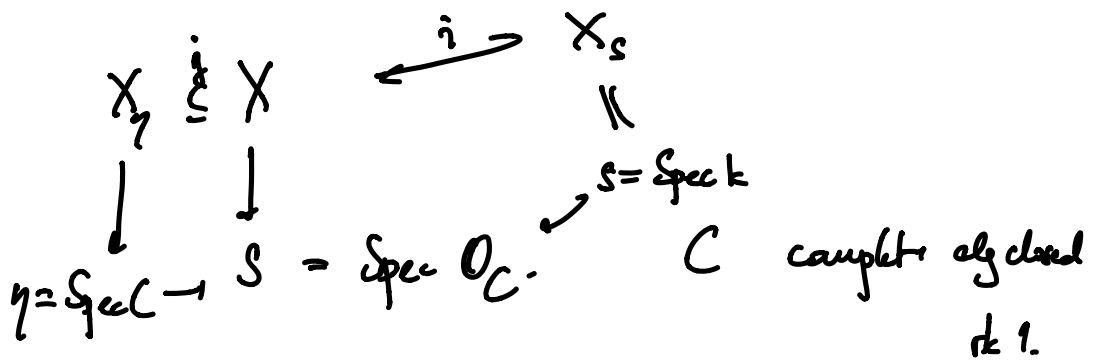 X_η ⊆^j X ←^i X_s
s = Spec k
η = Spec C → S = Spec O_C.
C complete alg closed
rk 1.